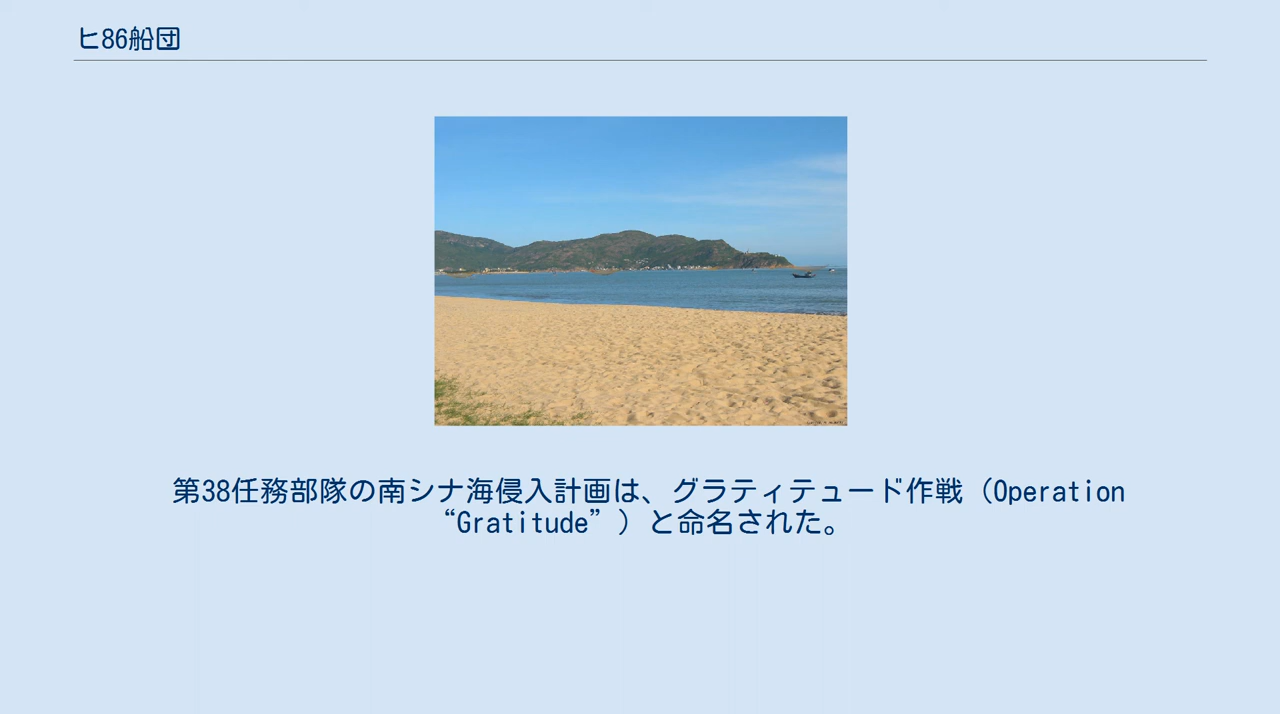 ヒ86船団
第38任務部隊の南シナ海侵入計画は、グラティテュード作戦（Operation
“Gratitude”）と命名された。